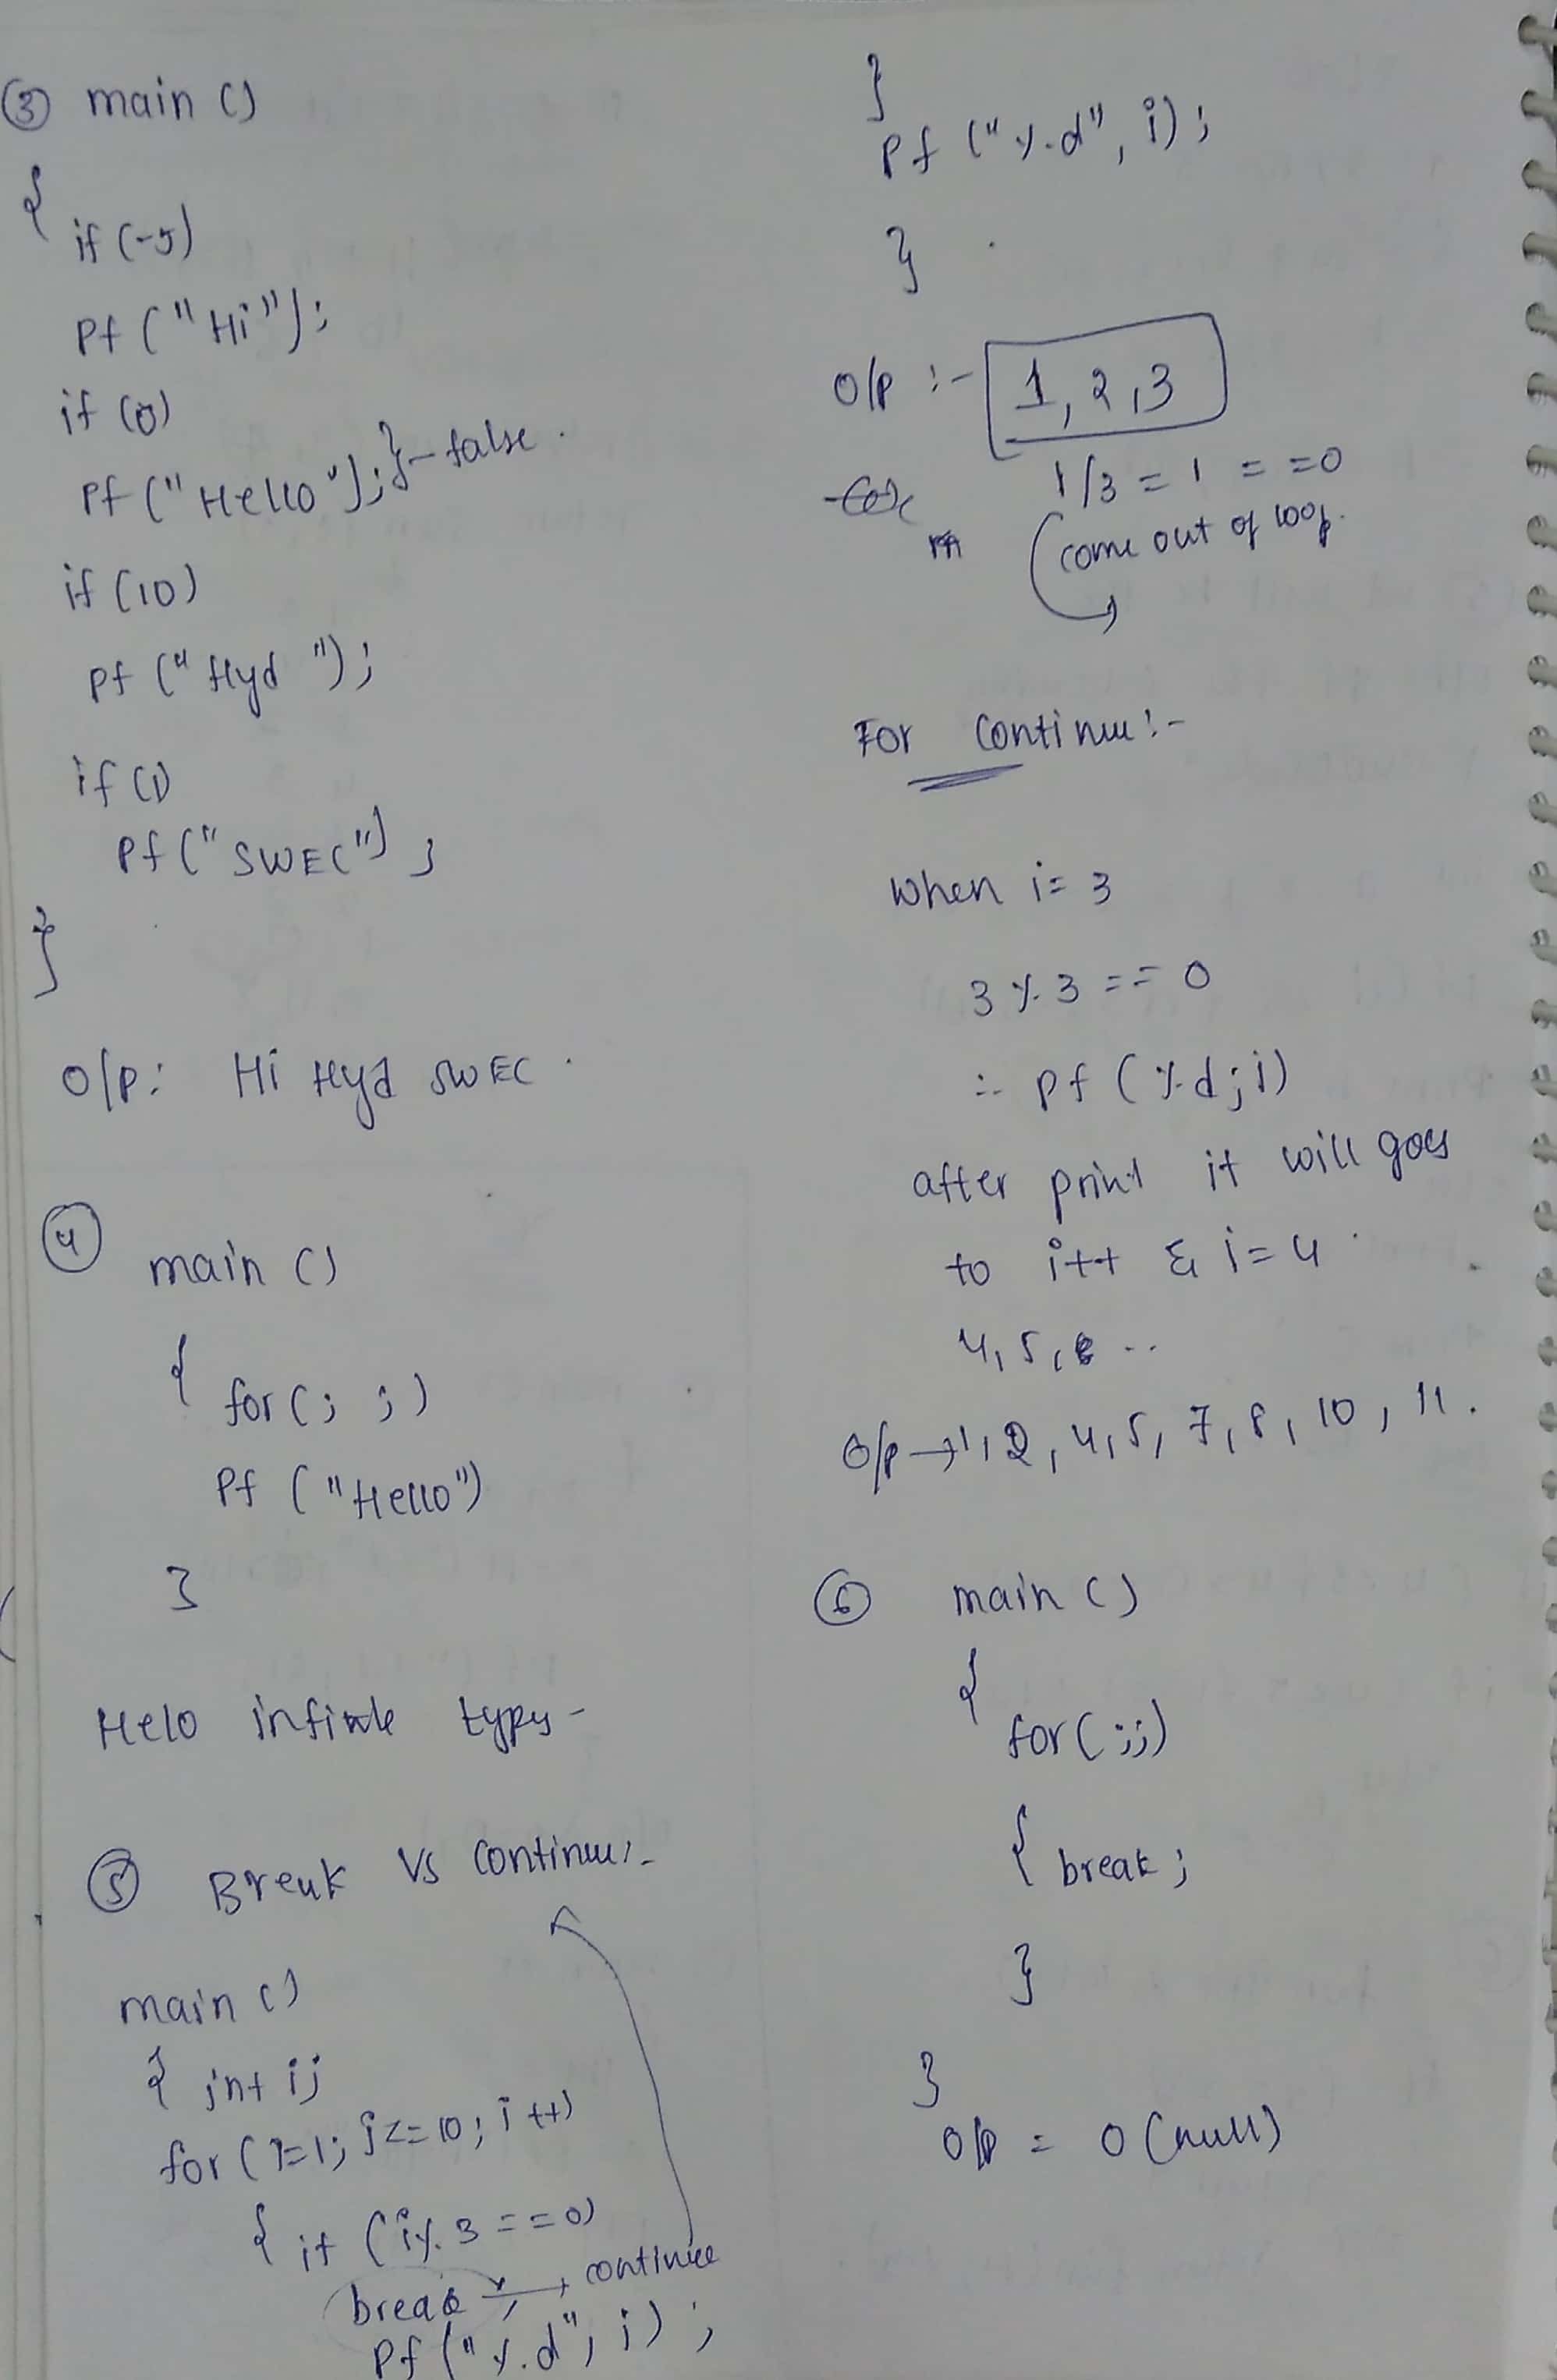 ③ main ()
{
if (-5)
Pf ("Hi");
if (0)
Pf ("Hello"); } - false.
if (10)
Pf ("Hyd");
if (1)
Pf ("SWEC");
}
O/P: Hi Hyd SWEC.
④ main ()
{ for (; ;)
Pf ("Hello")
}
Helo typs -
⑤ Break Vs Continue:-
main ()
{ int i;
for (i=1; i<=10; i++)
{ if (i%3==0)
break; → continue
Pf ("%d", i);
}
Pf ("%d", i);
}
O/P :- 1, 2, 3
1/3 = 1 = =0
come out of loop.
For Continue:-
when i= 3
3 % 3 == 0
∴ Pf (%d; i)
after print it will goes
to i++ & i=4.
4, 5, 6 ..
O/P → 1, 2, 4, 5, 7, 8, 10, 11.
⑥ main ()
{
for (;;)
{ break;
}
}
O/P = 0 (null)